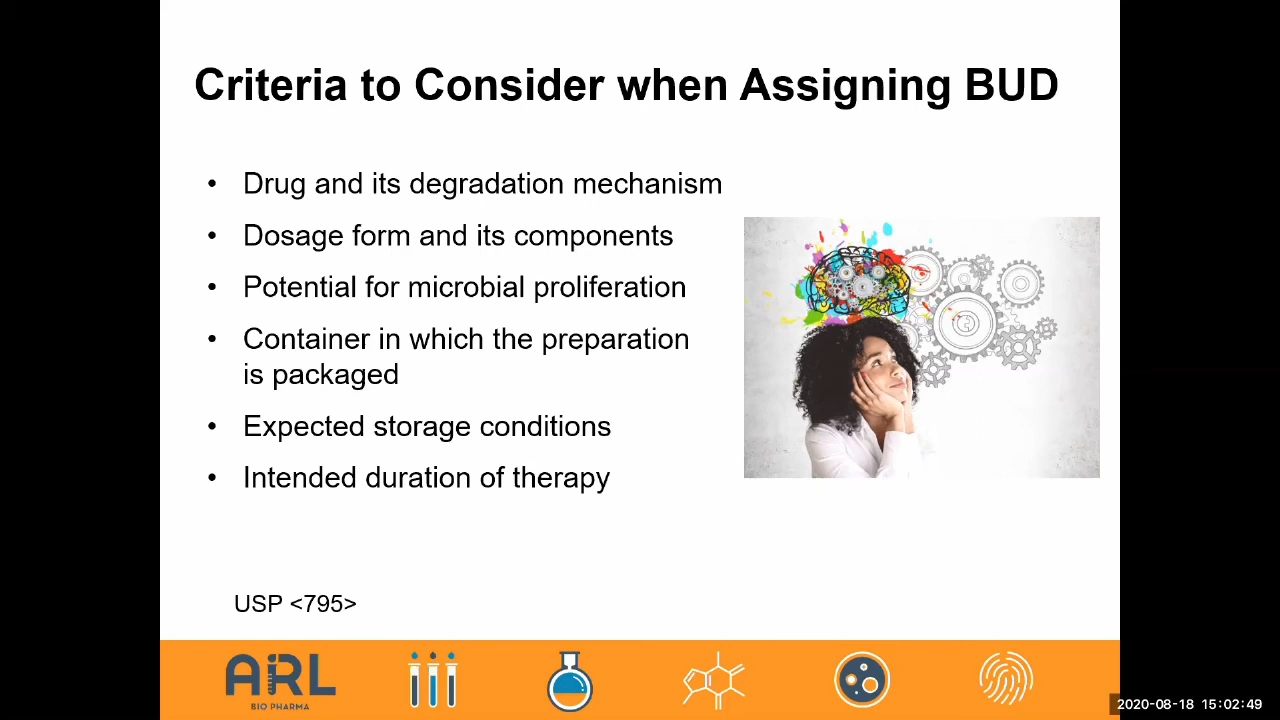 Criteria to Consider when Assigning BUD
• Drug and its degradation mechanism
• Dosage form and its components
• Potential for microbial proliferation
• Container in which the preparation
is packaged
• Expected storage conditions
• Intended duration of therapy
USP <795>
ARL
BIO PHARMA
2020-08-18 15:02:49